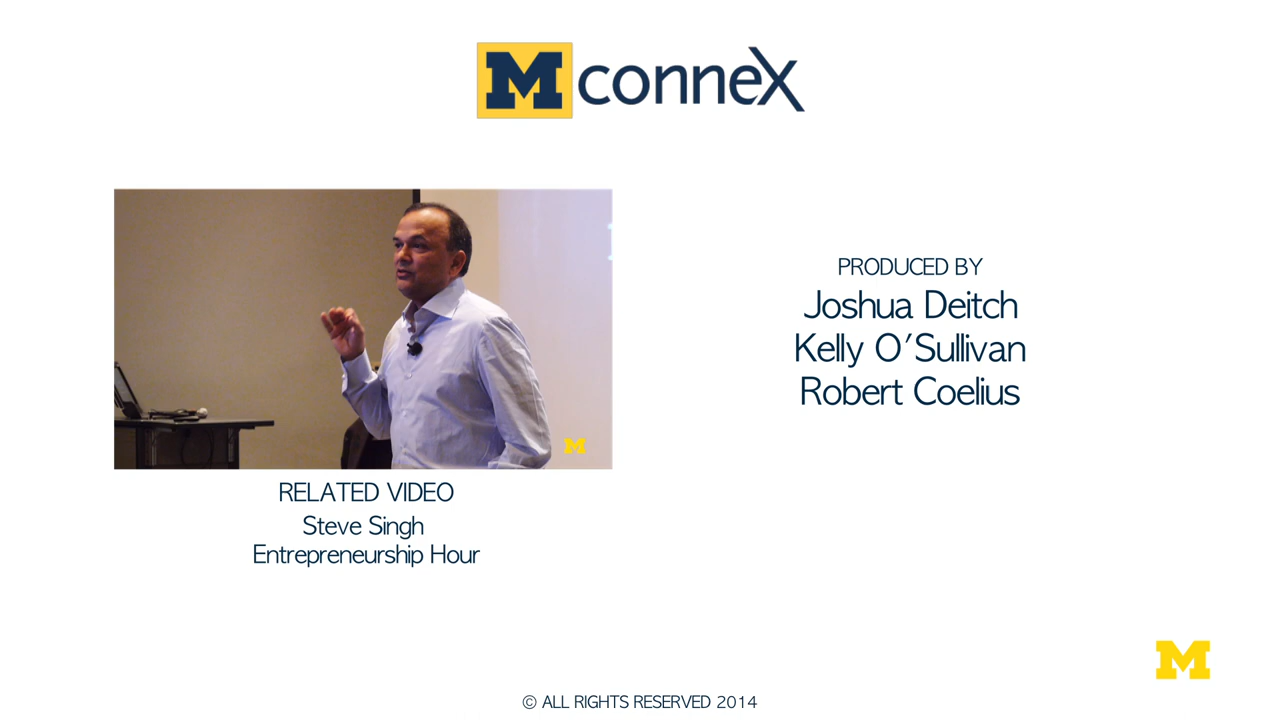 M conneX
M
RELATED VIDEO
Steve Singh
Entrepreneurship Hour
PRODUCED BY
Joshua Deitch
Kelly O'Sullivan
Robert Coelius
M
© ALL RIGHTS RESERVED 2014